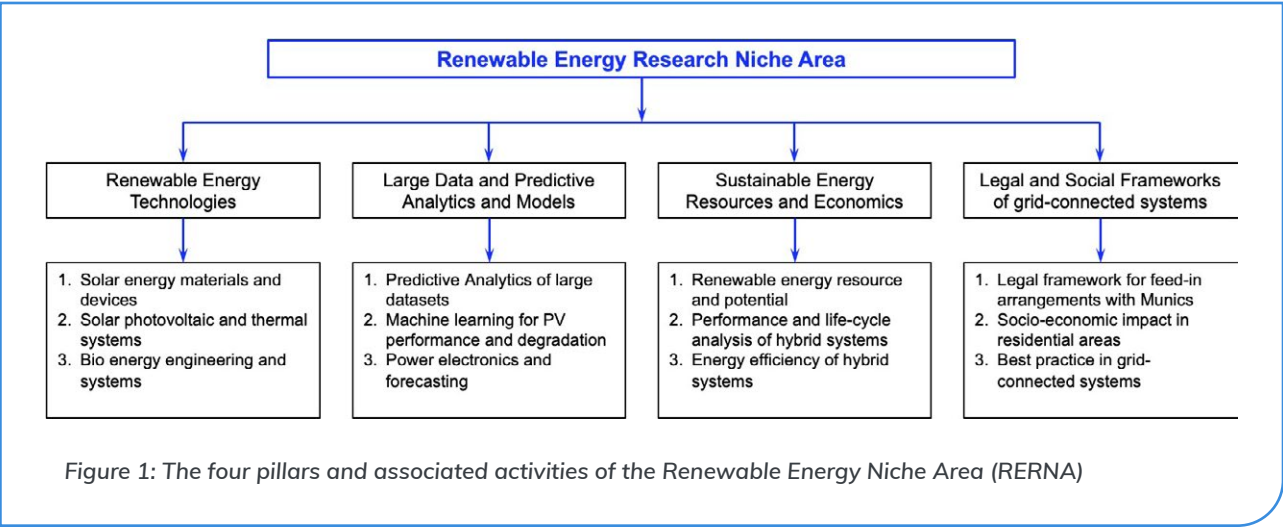 Renewable Energy Research Niche Area
Renewable Energy
Technologies
Large Data and Predictive
Analytics and Models
Sustainable Energy
Resources and Economics
Legal and Social Frameworks
of grid-connected systems
1. Solar energy materials and
devices
2. Solar photovoltaic and thermal
systems
3. Bio energy engineering and
systems
1. Predictive Analytics of large
datasets
2. Machine learning for PV
performance and degradation
3. Power electronics and
forecasting
1. Renewable energy resource
and potential
2. Performance and life-cycle
analysis of hybrid systems
3. Energy efficiency of hybrid
systems
1. Legal framework for feed-in
arrangements with Munics
2. Socio-economic impact in
residential areas
3. Best practice in grid-
connected systems
Figure 1: The four pillars and associated activities of the Renewable Energy Niche Area (RERNA)